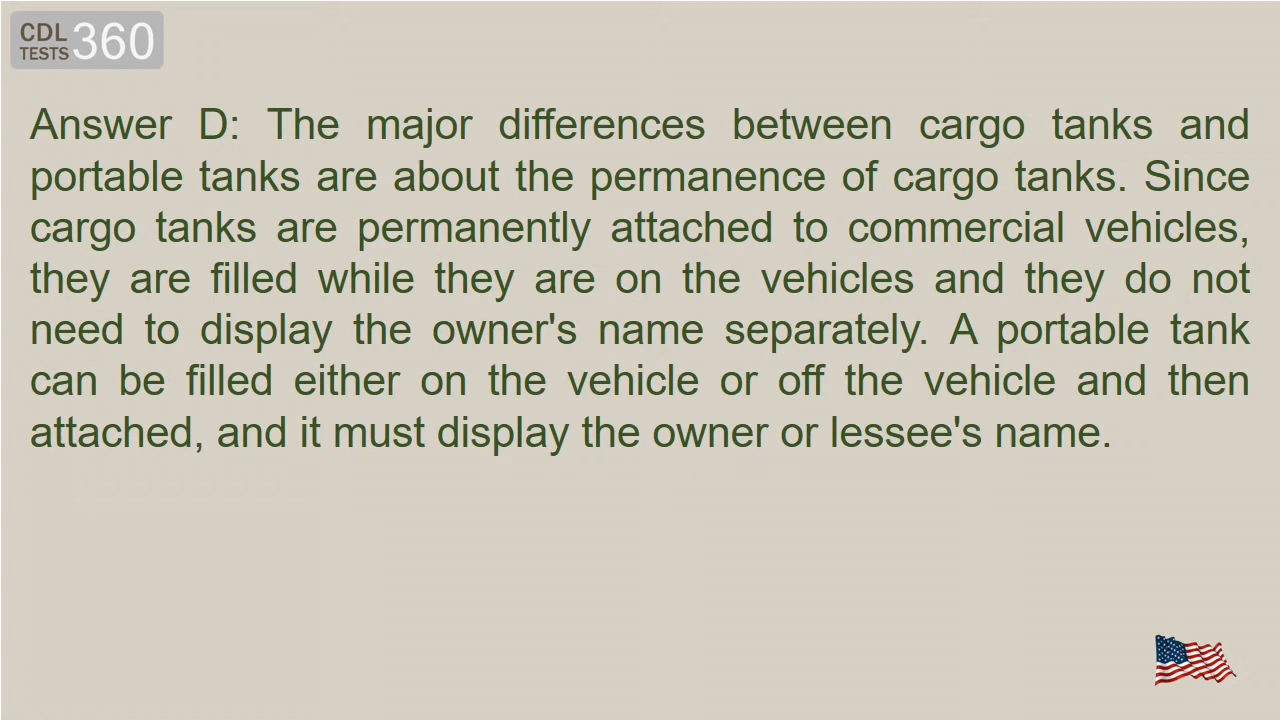 CDL
TESTS 360
Answer D: The major differences between cargo tanks and
portable tanks are about the permanence of cargo tanks. Since
cargo tanks are permanently attached to commercial vehicles,
they are filled while they are on the vehicles and they do not
need to display the owner's name separately. A portable tank
can be filled either on the vehicle or off the vehicle and then
attached, and it must display the owner or lessee's name.